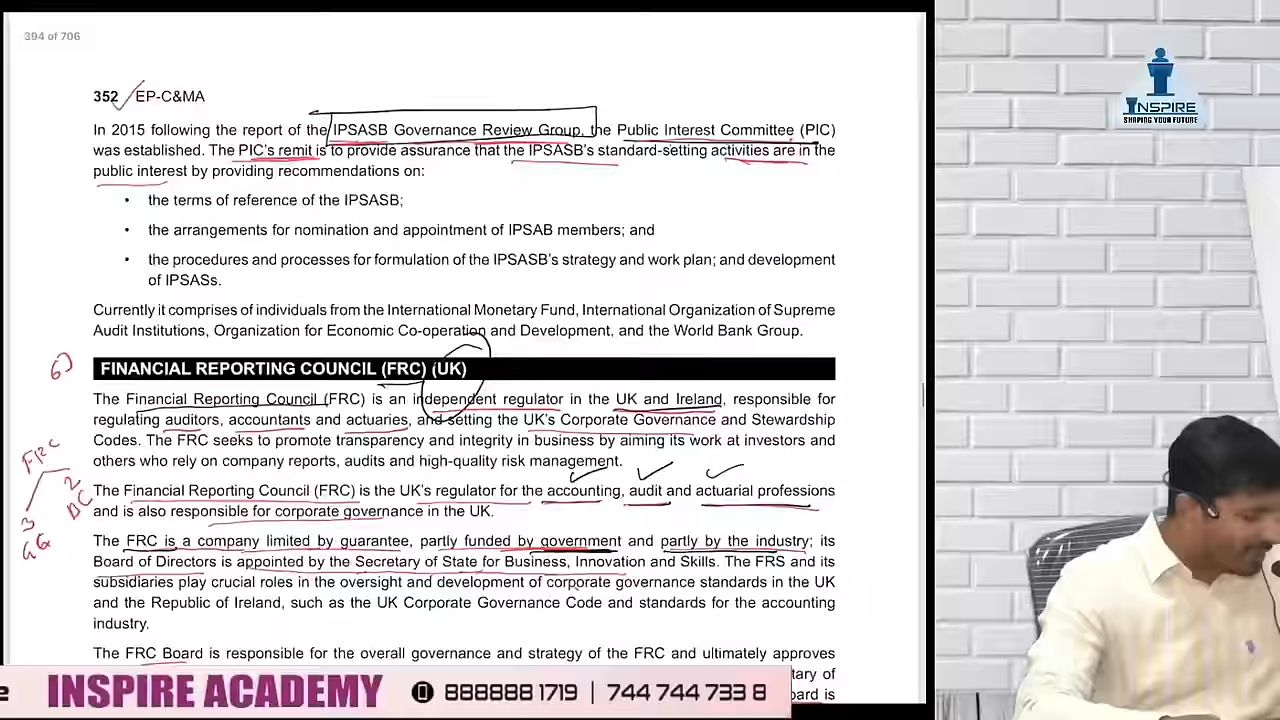 394 of 706
352 EP-C&MA
In 2015 following the report of the IPSASB Governance Review Group, the Public Interest Committee (PIC)
was established. The PIC's remit is to provide assurance that the IPSASB's standard-setting activities are in the
public interest by providing recommendations on:
• the terms of reference of the IPSASB;
• the arrangements for nomination and appointment of IPSAB members; and
• the procedures and processes for formulation of the IPSASB's strategy and work plan; and development
of IPSASs.
Currently it comprises of individuals from the International Monetary Fund, International Organization of Supreme
Audit Institutions, Organization for Economic Co-operation and Development, and the World Bank Group.
6)
FINANCIAL REPORTING COUNCIL (FRC) (UK)
The Financial Reporting Council (FRC) is an independent regulator in the UK and Ireland, responsible for
regulating auditors, accountants and actuaries, and setting the UK's Corporate Governance and Stewardship
Codes. The FRC seeks to promote transparency and integrity in business by aiming its work at investors and
others who rely on company reports, audits and high-quality risk management.
FRC
2
BC
3
GG
The Financial Reporting Council (FRC) is the UK's regulator for the accounting, audit and actuarial professions
and is also responsible for corporate governance in the UK.
The FRC is a company limited by guarantee, partly funded by government and partly by the industry; its
Board of Directors is appointed by the Secretary of State for Business, Innovation and Skills. The FRS and its
subsidiaries play crucial roles in the oversight and development of corporate governance standards in the UK
and the Republic of Ireland, such as the UK Corporate Governance Code and standards for the accounting
industry.
The FRC Board is responsible for the overall governance and strategy of the FRC and ultimately approves
tary of
oard is
INSPIRE ACADEMY 888888 1719 | 744 744 733 8
INSPIRE
SHAPING YOUR FUTURE